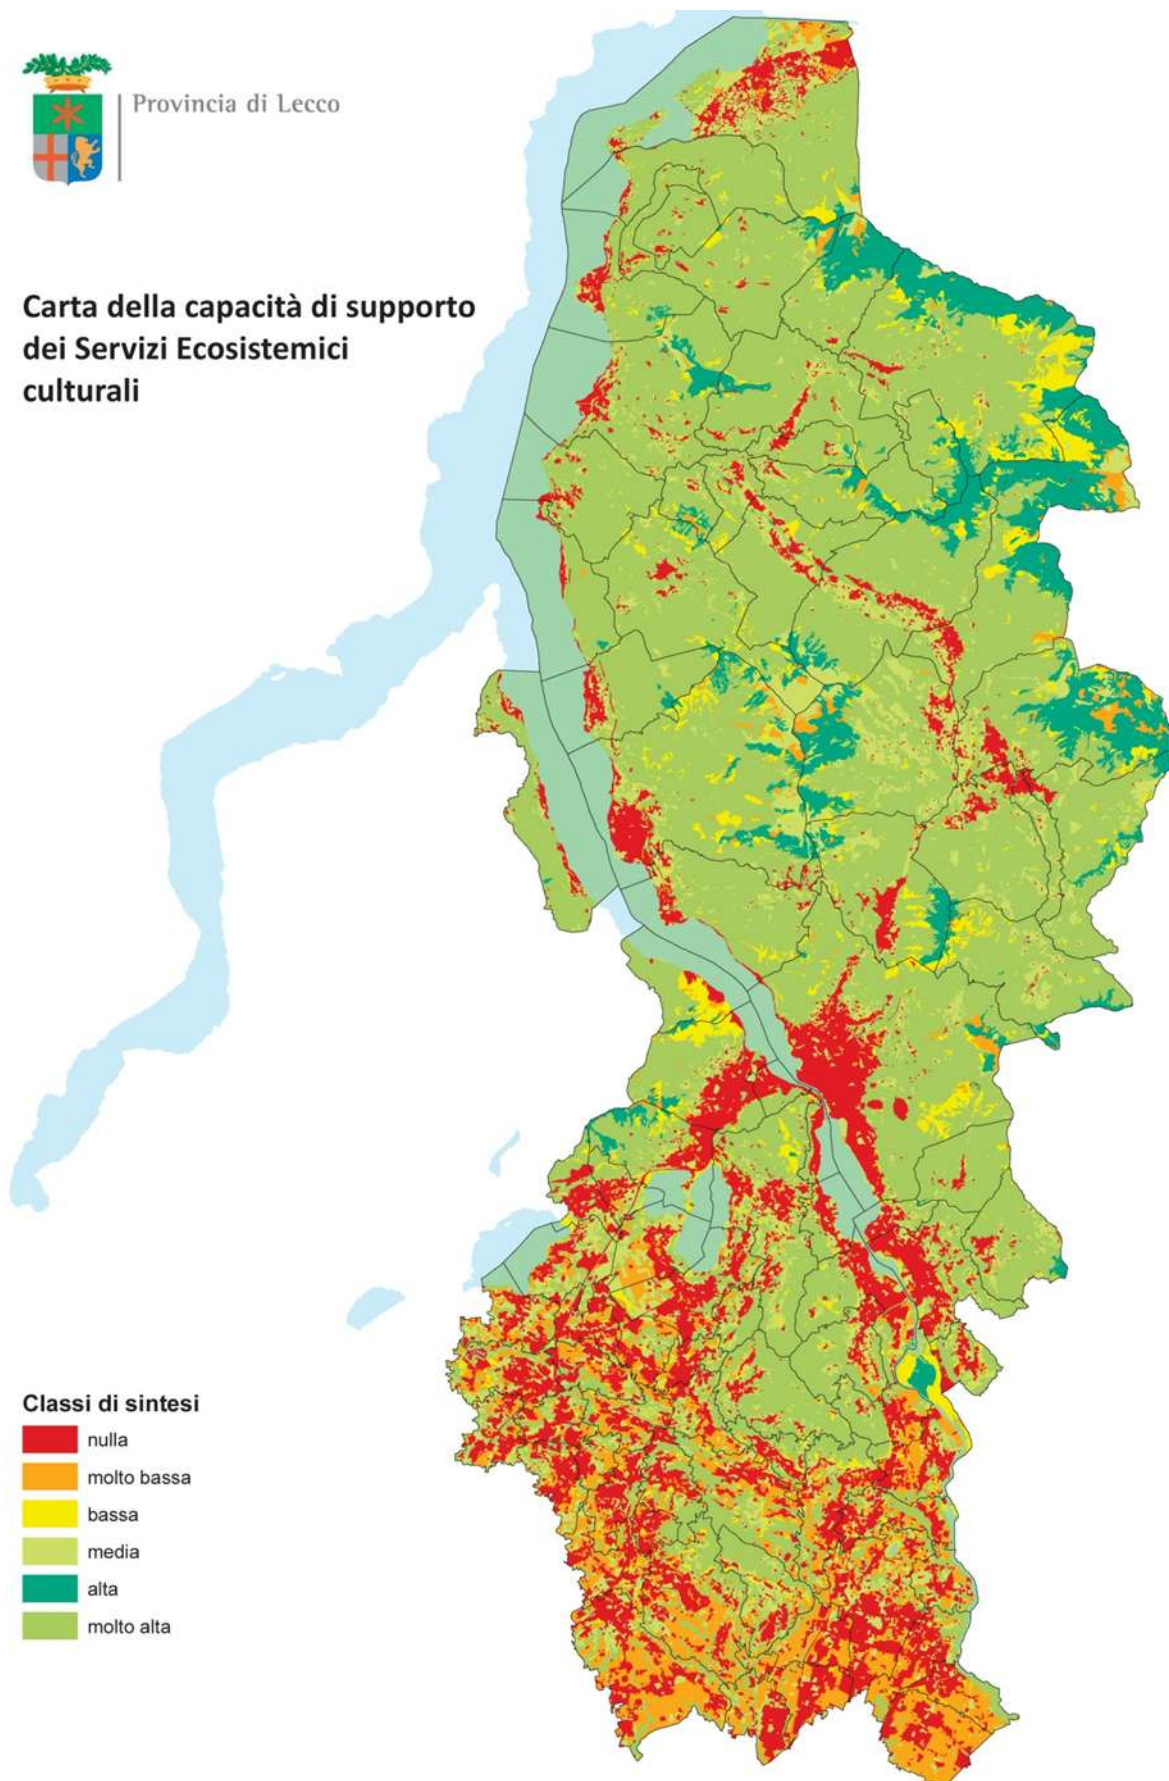 Provincia di Lecco
Carta della capacità di supporto
dei Servizi Ecosistemici
culturali
Classi di sintesi
nulla
molto bassa
bassa
media
alta
molto alta